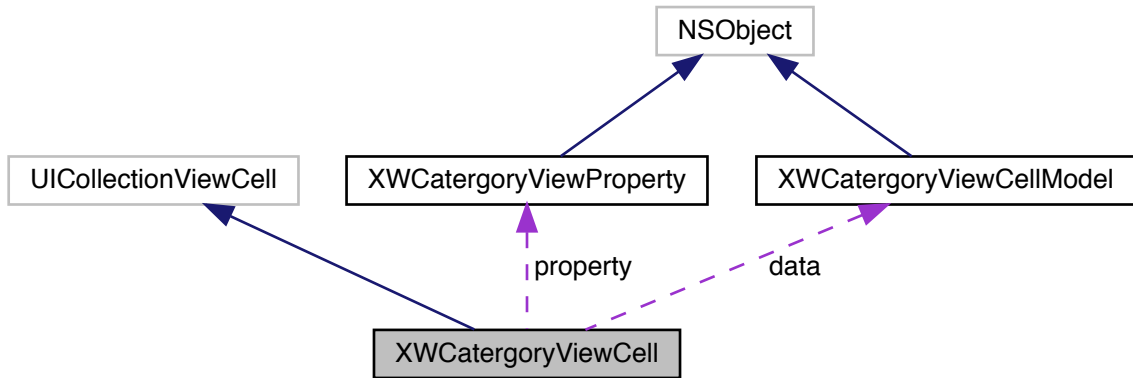 NSObject
UICollectionViewCell
XWCatergoryViewProperty
XWCatergoryViewCellModel
property
data
XWCatergoryViewCell